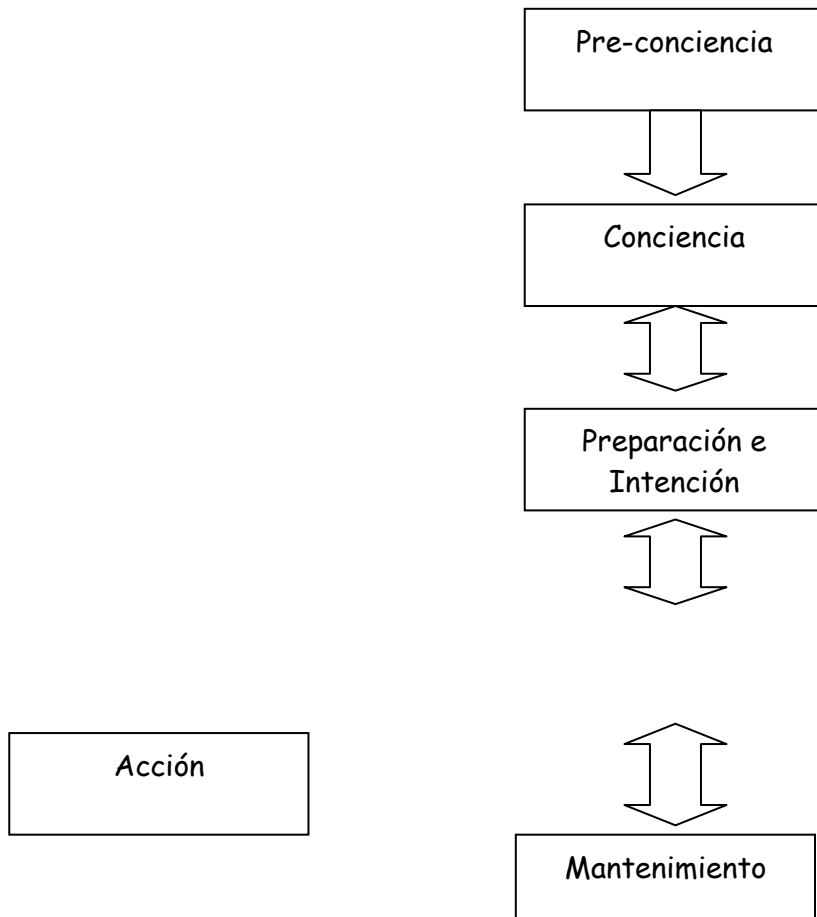 Pre-conciencia
Conciencia
Preparación e
Intención
Acción
Mantenimiento